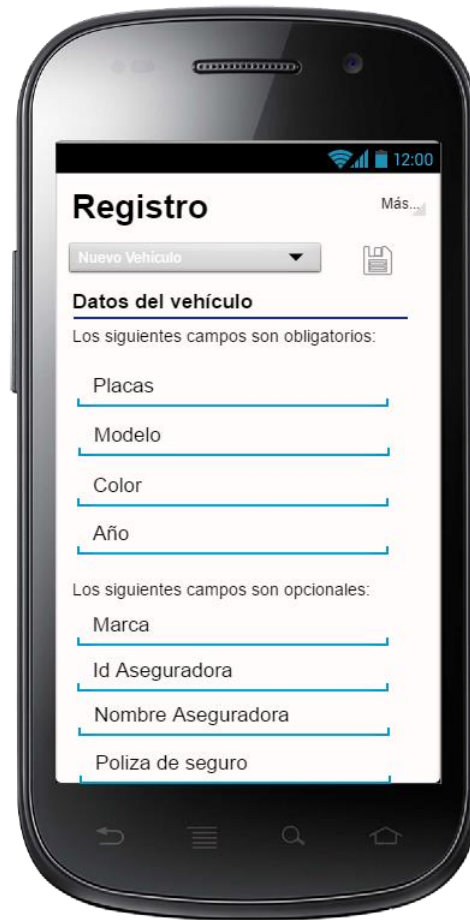 12:00
Registro
Más...
Nuevo Vehículo
Datos del vehículo
Los siguientes campos son obligatorios:
Placas
Modelo
Color
Año
Los siguientes campos son opcionales:
Marca
Id Aseguradora
Nombre Aseguradora
Poliza de seguro